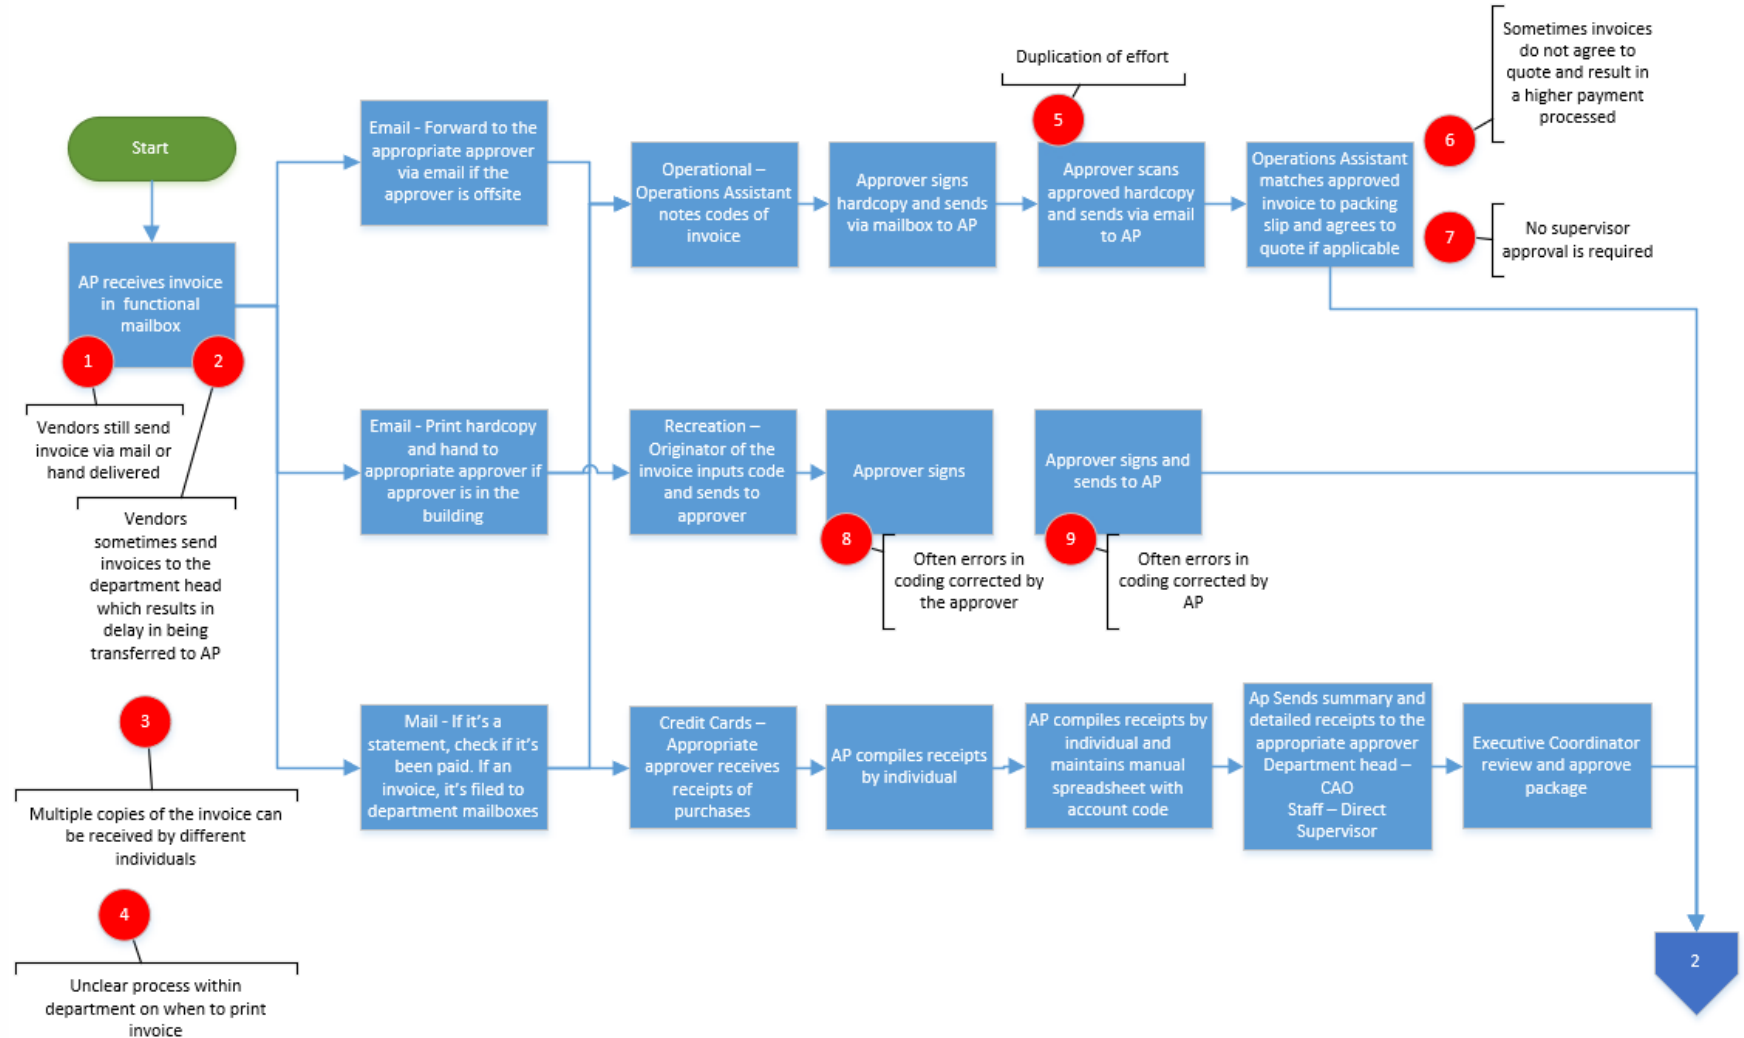 Start
AP receives invoice
in functional
mailbox
1
2
Vendors still send
invoice via mail or
hand delivered
Vendors
sometimes send
invoices to the
department head
which results in
delay in being
transferred to AP
3
Multiple copies of the invoice can
be received by different
individuals
4
Unclear process within
department on when to print
invoice
Email - Forward to the
appropriate approver
via email if the
approver is offsite
Operational –
Operations Assistant
notes codes of
invoice
Approver signs
hardcopy and sends
via mailbox to AP
Duplication of effort
5
Approver scans
approved hardcopy
and sends via email
to AP
Operations Assistant
matches approved
invoice to packing
slip and agrees to
quote if applicable
6
Sometimes invoices
do not agree to
quote and result in
a higher payment
processed
7
No supervisor
approval is required
Email - Print hardcopy
and hand to
appropriate approver if
approver is in the
building
Recreation –
Originator of the
invoice inputs code
and sends to
approver
Approver signs
8
Often errors in
coding corrected by
the approver
Approver signs and
sends to AP
9
Often errors in
coding corrected by
AP
Mail - If it's a
statement, check if it's
been paid. If an
invoice, it's filed to
department mailboxes
Credit Cards –
Appropriate
approver receives
receipts of
purchases
AP compiles receipts
by individual
AP compiles receipts by
individual and
maintains manual
spreadsheet with
account code
Ap Sends summary and
detailed receipts to the
appropriate approver
Department head –
CAO
Staff – Direct
Supervisor
Executive Coordinator
review and approve
package
2